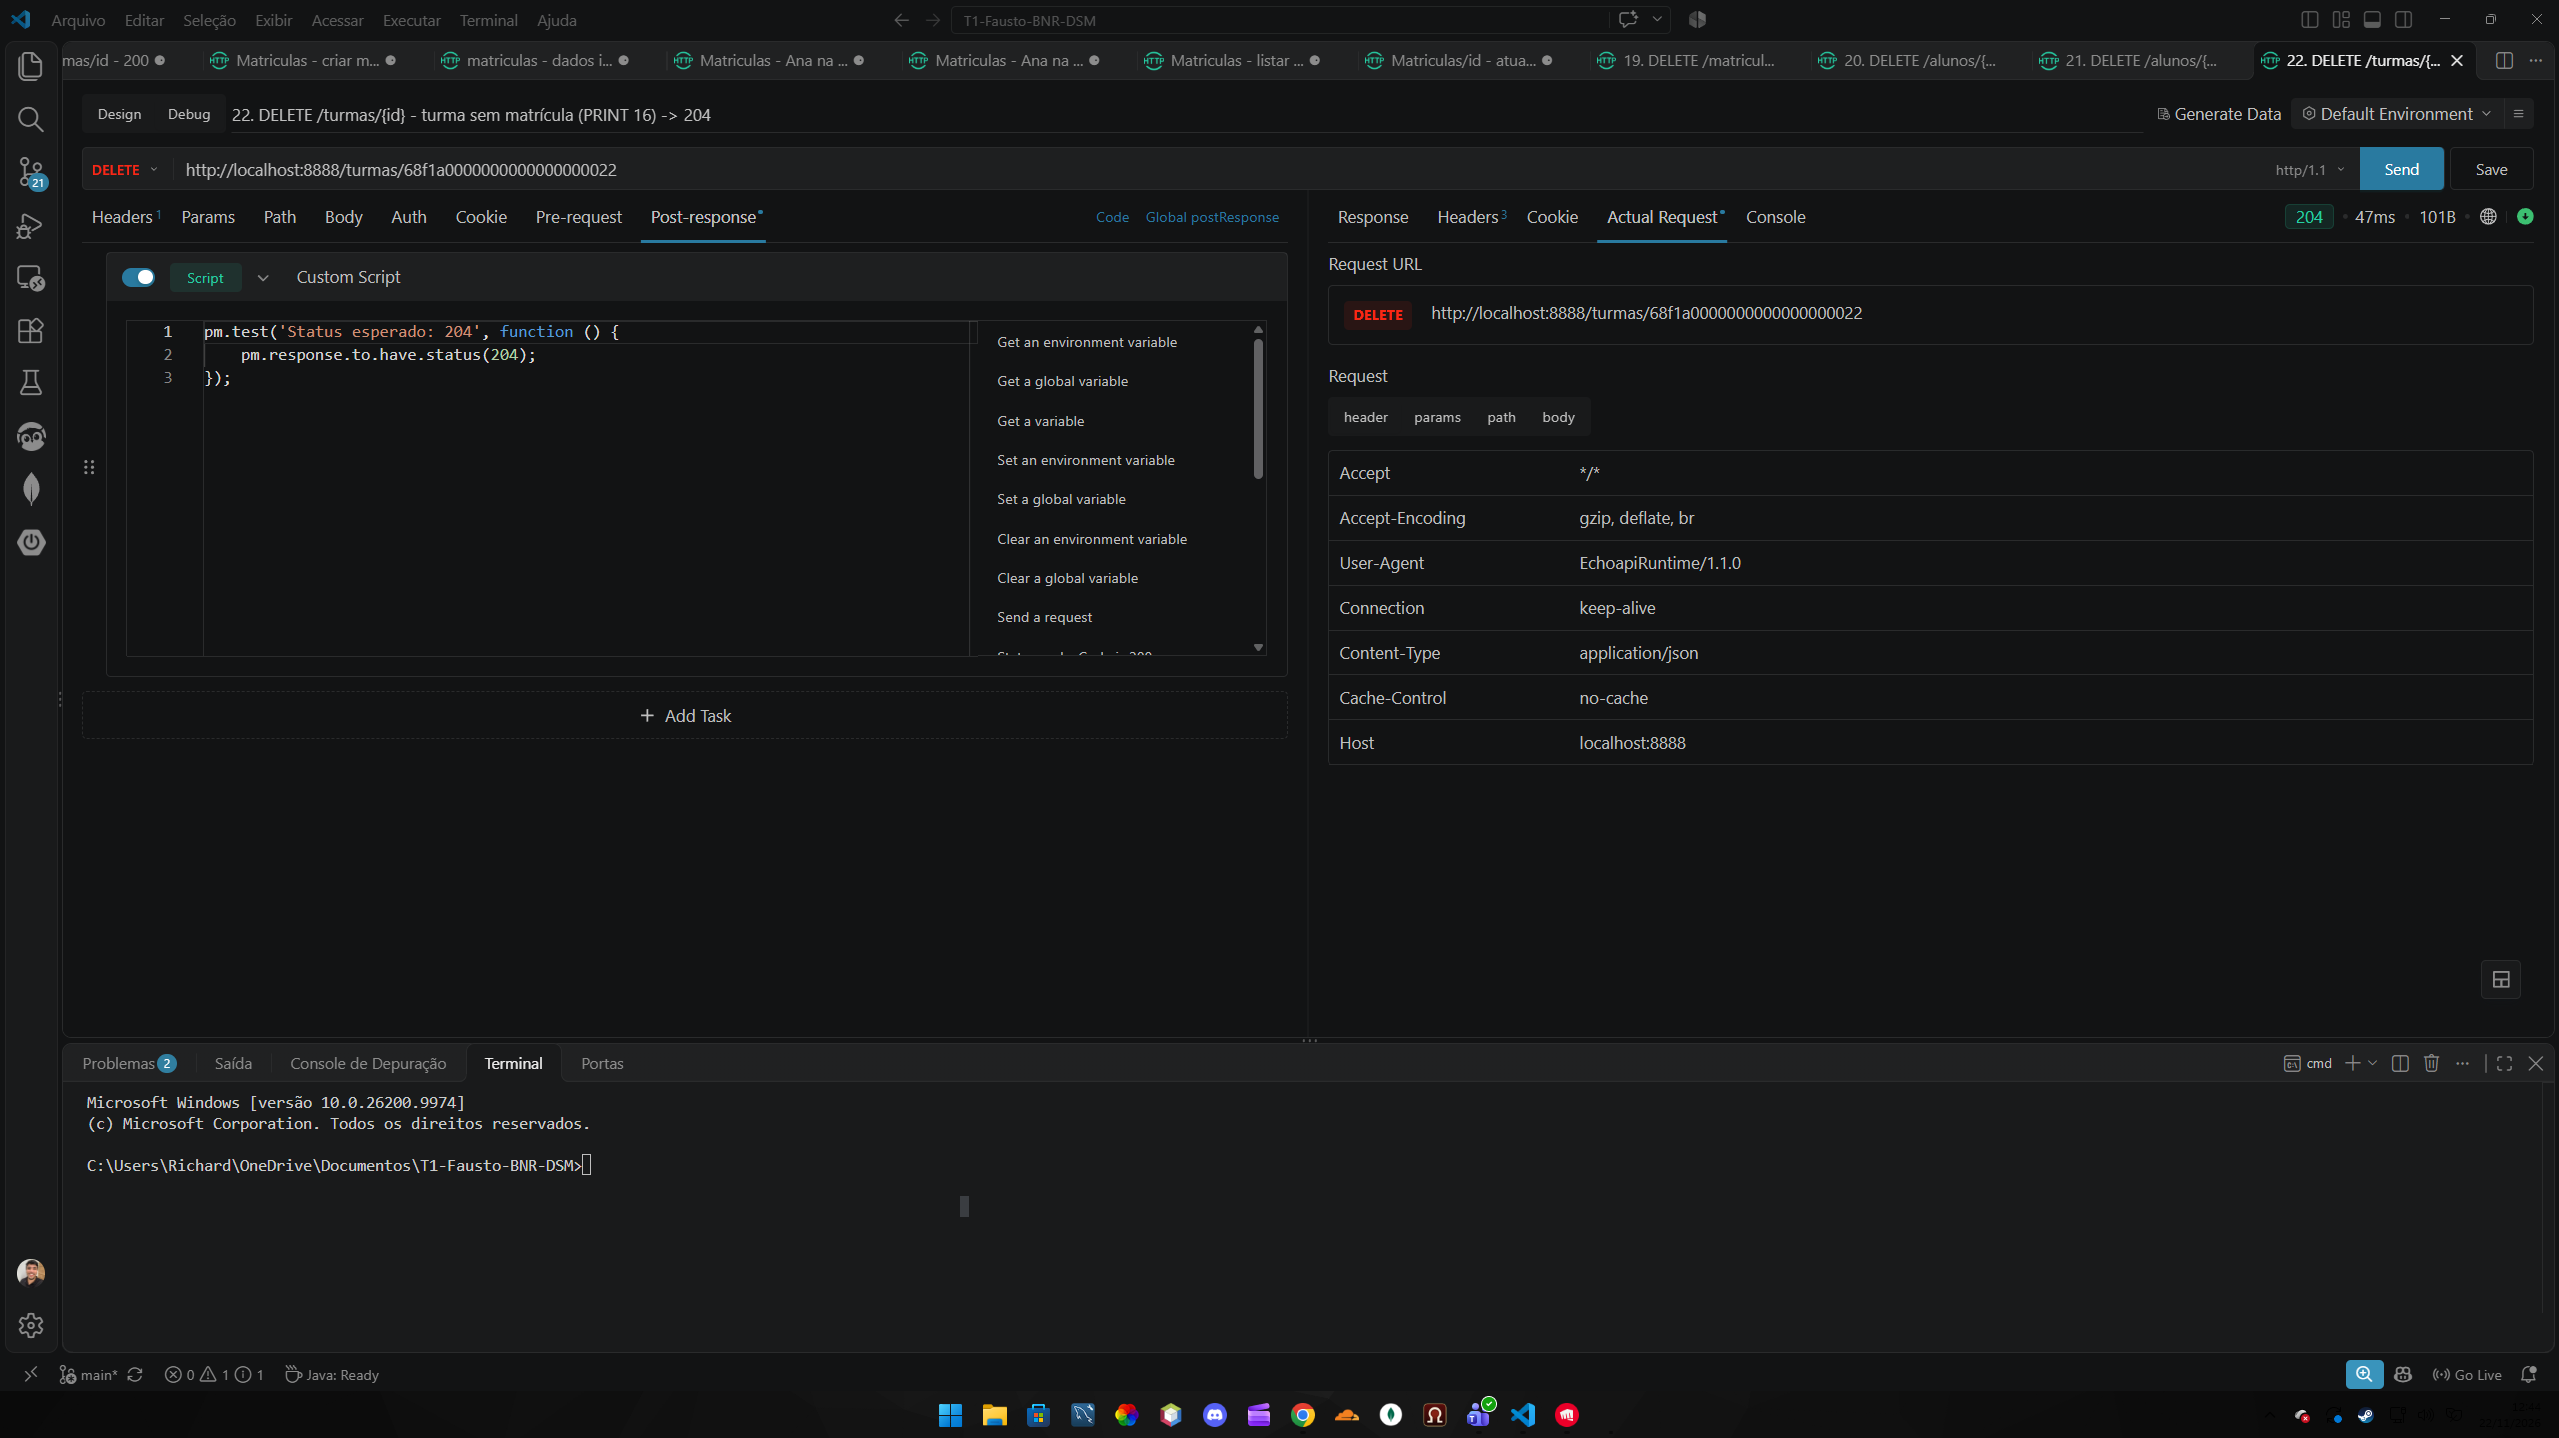 Arquivo Editar Seleção Exibir Acessar Executar Terminal Ajuda
T1-Fausto-BNR-DSM
mas/id - 200
HTTP Matriculas - criar m...
HTTP matriculas - dados i...
HTTP Matriculas - Ana na ...
HTTP Matriculas - Ana na ...
HTTP Matriculas - listar ...
HTTP Matriculas/id - atua...
HTTP 19. DELETE /matricul...
HTTP 20. DELETE /alunos/{...
HTTP 21. DELETE /alunos/{...
HTTP 22. DELETE /turmas/{...
Design Debug 22. DELETE /turmas/{id} - turma sem matrícula (PRINT 16) -> 204
Generate Data Default Environment
DELETE http://localhost:8888/turmas/68f1a0000000000000000022 http/1.1 Send Save
21
Headers 1 Params Path Body Auth Cookie Pre-request Post-response Code Global postResponse
Script Custom Script
1 pm.test('Status esperado: 204', function () {
2 pm.response.to.have.status(204);
3 });
Get an environment variable
Get a global variable
Get a variable
Set an environment variable
Set a global variable
Clear an environment variable
Clear a global variable
Send a request
Add Task
Response Headers 3 Cookie Actual Request Console 204 47ms 101B
Request URL
DELETE http://localhost:8888/turmas/68f1a0000000000000000022
Request
header params path body
Accept */*
Accept-Encoding gzip, deflate, br
User-Agent EchoapiRuntime/1.1.0
Connection keep-alive
Content-Type application/json
Cache-Control no-cache
Host localhost:8888
Problemas 2 Saída Console de Depuração Terminal Portas cmd
Microsoft Windows [versão 10.0.26200.9974]
(c) Microsoft Corporation. Todos os direitos reservados.
C:\Users\Richard\OneDrive\Documentos\T1-Fausto-BNR-DSM>
main* 0 1 1 Java: Ready Go Live